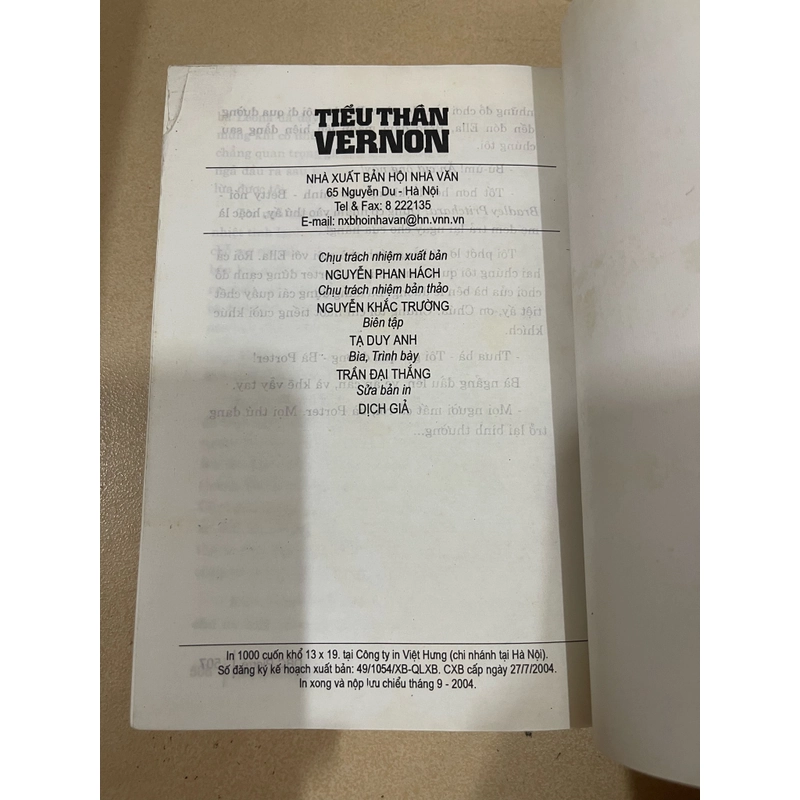 TIỂU THẦN
VERNON
NHÀ XUẤT BẢN HỘI NHÀ VĂN
65 Nguyễn Du - Hà Nội
Tel & Fax: 8 222135
E-mail: nxbhoinhavan@hn.vnn.vn
Chịu trách nhiệm xuất bản
NGUYỄN PHAN HÁCH
Chịu trách nhiệm bản thảo
NGUYỄN KHẮC TRƯỜNG
Biên tập
TẠ DUY ANH
Bìa, Trình bày
TRẦN ĐẠI THẮNG
Sửa bản in
DỊCH GIẢ
In 1000 cuốn khổ 13 x 19. tại Công ty in Việt Hưng (chi nhánh tại Hà Nội).
Số đăng ký kế hoạch xuất bản: 49/1054/XB-QLXB. CXB cấp ngày 27/7/2004.
In xong và nộp lưu chiểu tháng 9 - 2004.